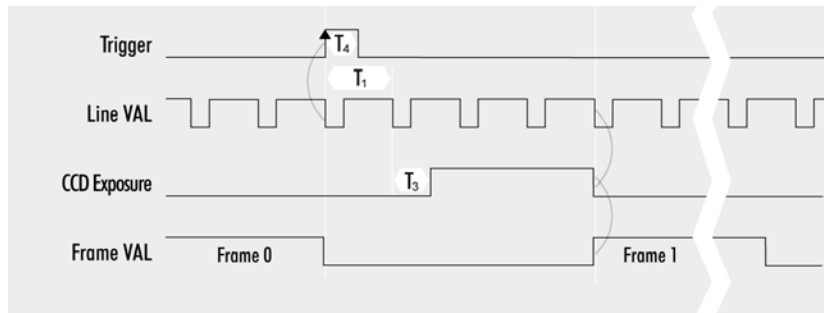 Trigger
T₄
T₁
Line VAL
CCD Exposure
T₃
Frame VAL
Frame 0
Frame 1